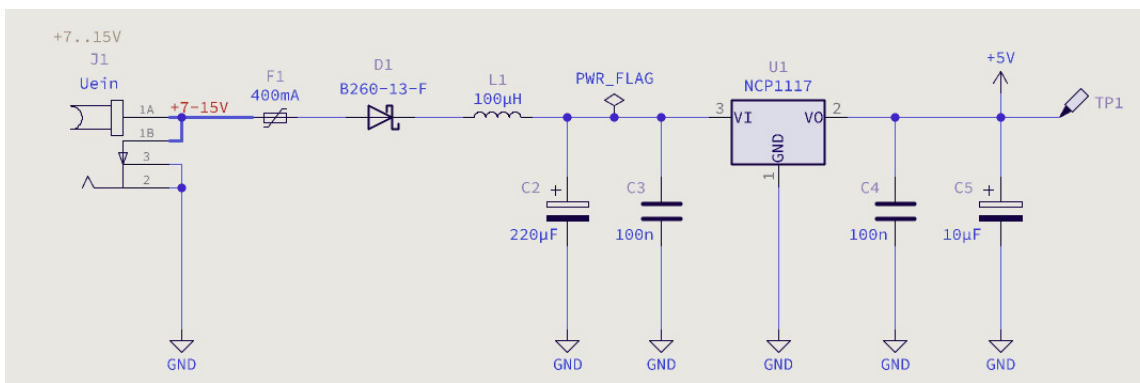 +7..15V
J1
Uein
1A
+7-15V
1B
3
2
GND
F1
400mA
D1
B260-13-F
L1
100µH
PWR_FLAG
C2
+
220µF
GND
C3
100n
GND
U1
NCP1117
3
VI
VO
2
GND
1
GND
C4
100n
GND
+5V
C5
+
10µF
GND
TP1